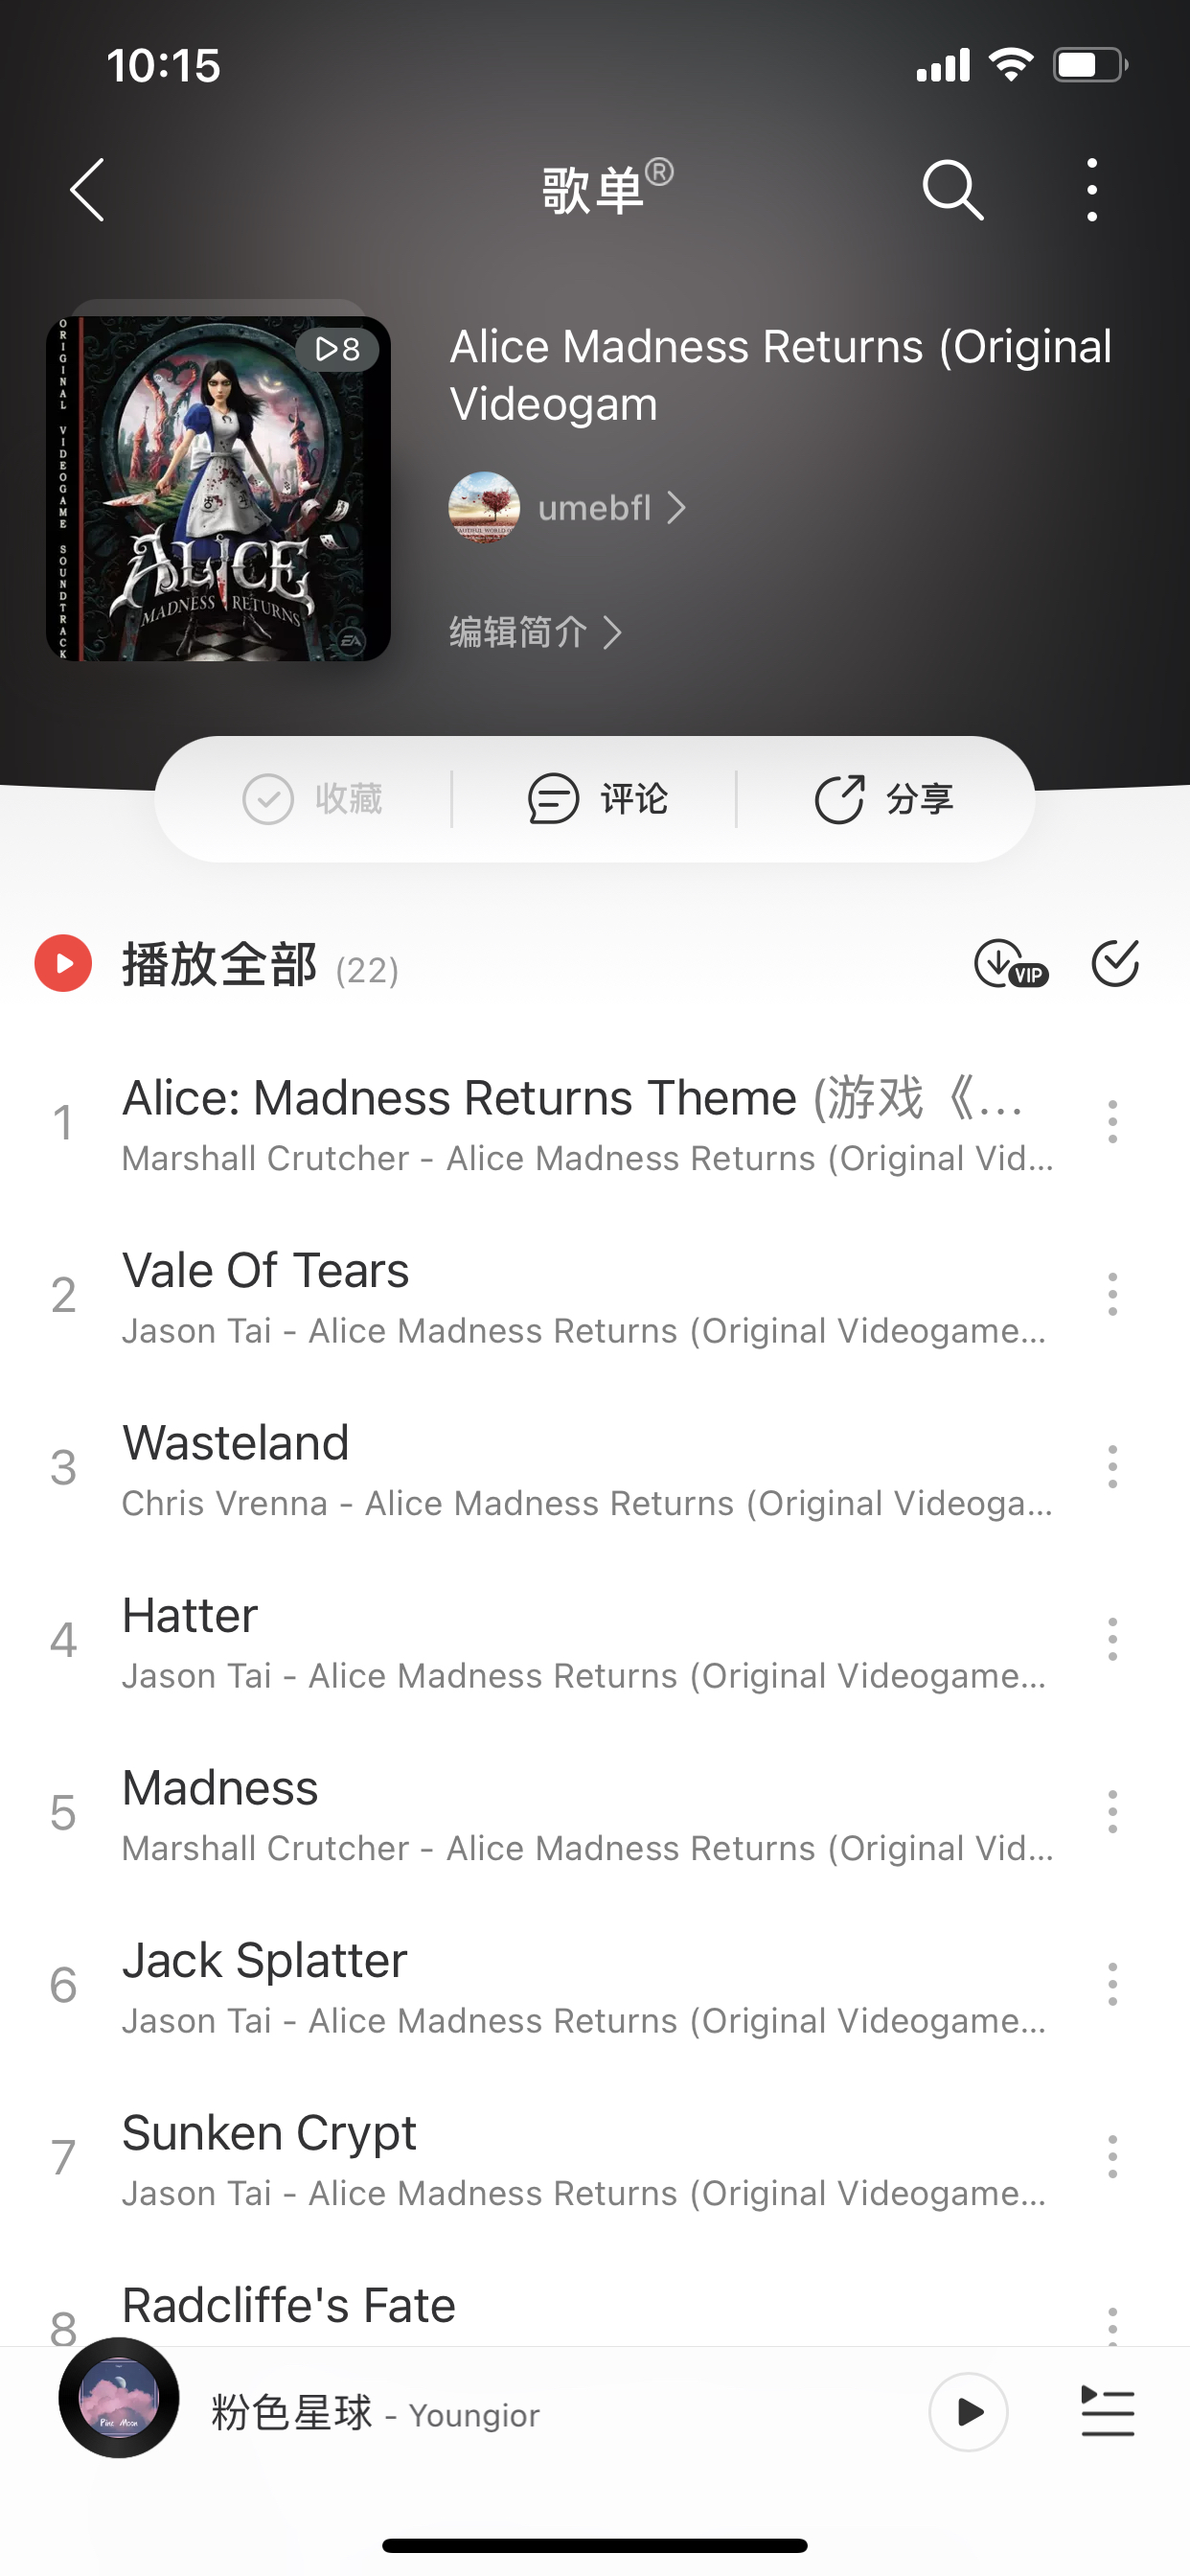 10:15
歌单®
ORIGINAL VIDEOGAME SOUNDTRACK
8
ALICE
MADNESS RETURNS
EA
Alice Madness Returns (Original
Videogam
umebfl
编辑简介
收藏
评论
分享
播放全部 (22)
VIP
1
Alice: Madness Returns Theme (游戏《...
Marshall Crutcher - Alice Madness Returns (Original Vid...
2
Vale Of Tears
Jason Tai - Alice Madness Returns (Original Videogame...
3
Wasteland
Chris Vrenna - Alice Madness Returns (Original Videoga...
4
Hatter
Jason Tai - Alice Madness Returns (Original Videogame...
5
Madness
Marshall Crutcher - Alice Madness Returns (Original Vid...
6
Jack Splatter
Jason Tai - Alice Madness Returns (Original Videogame...
7
Sunken Crypt
Jason Tai - Alice Madness Returns (Original Videogame...
8
Radcliffe's Fate
Pink Moon
粉色星球 - Youngior